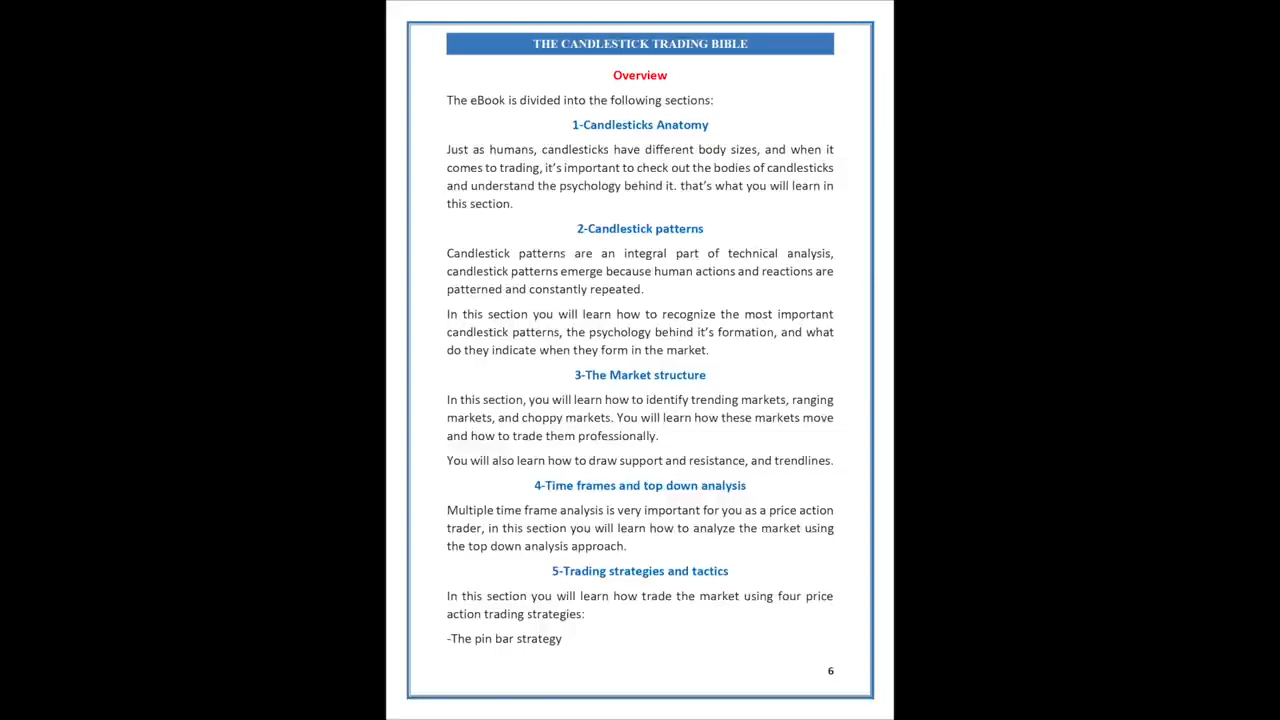 THE CANDLESTICK TRADING BIBLE
Overview
The eBook is divided into the following sections:
1-Candlesticks Anatomy
Just as humans, candlesticks have different body sizes, and when it
comes to trading, it's important to check out the bodies of candlesticks
and understand the psychology behind it. that's what you will learn in
this section.
2-Candlestick patterns
Candlestick patterns are an integral part of technical analysis,
candlestick patterns emerge because human actions and reactions are
patterned and constantly repeated.
In this section you will learn how to recognize the most important
candlestick patterns, the psychology behind it's formation, and what
do they indicate when they form in the market.
3-The Market structure
In this section, you will learn how to identify trending markets, ranging
markets, and choppy markets. You will learn how these markets move
and how to trade them professionally.
You will also learn how to draw support and resistance, and trendlines.
4-Time frames and top down analysis
Multiple time frame analysis is very important for you as a price action
trader, in this section you will learn how to analyze the market using
the top down analysis approach.
5-Trading strategies and tactics
In this section you will learn how trade the market using four price
action trading strategies:
-The pin bar strategy
6